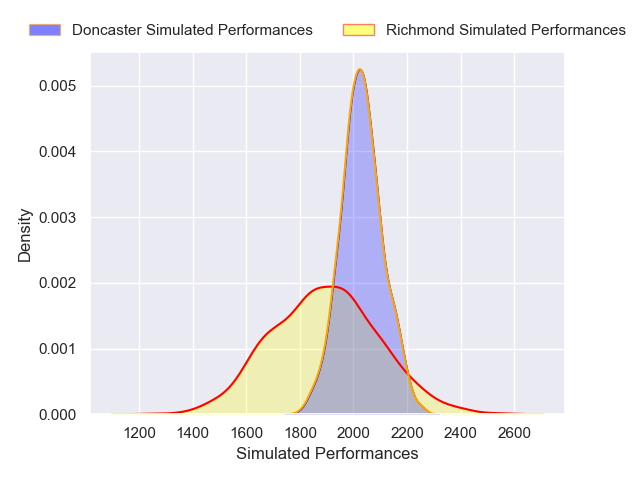 Doncaster Simulated Performances Richmond Simulated Performances
0.005
0.004
0.003
0.002
0.001
0.000
Density
1200 1400 1600 1800 2000 2200 2400 2600
Simulated Performances